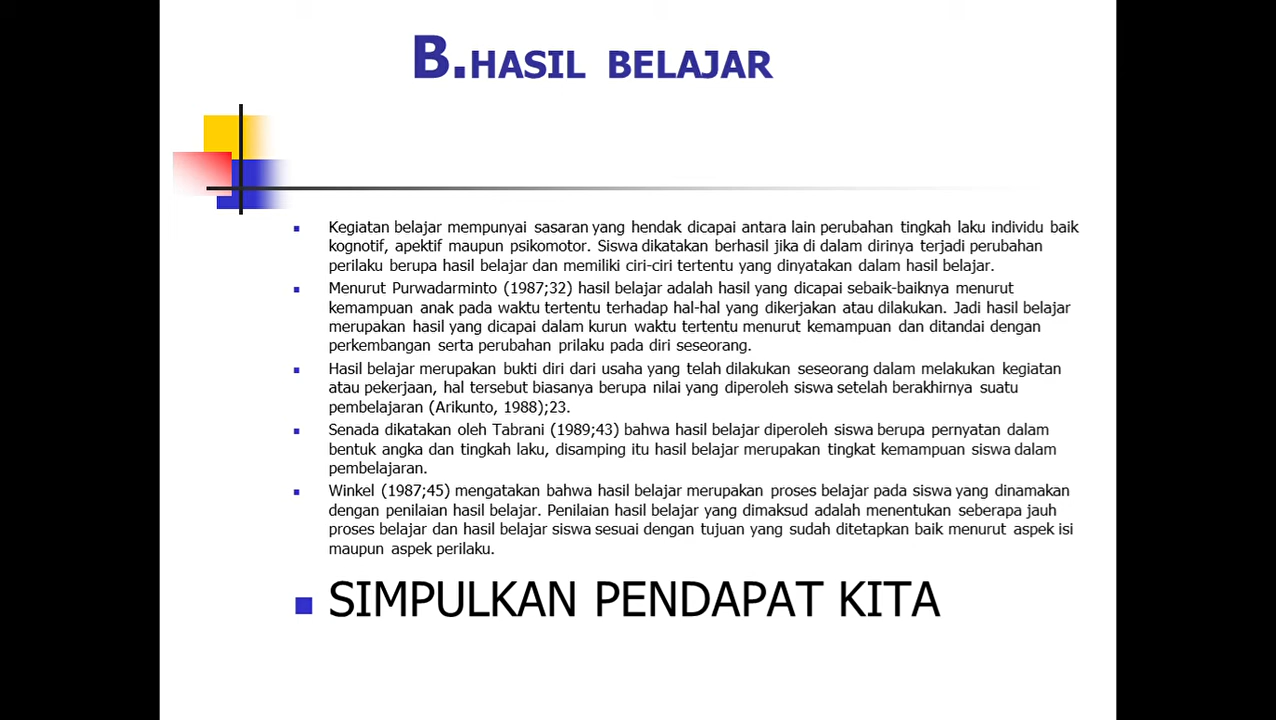 B.HASIL BELAJAR
Kegiatan belajar mempunyai sasaran yang hendak dicapai antara lain perubahan tingkah laku individu baik
kognotif, apektif maupun psikomotor. Siswa dikatakan berhasil jika di dalam dirinya terjadi perubahan
perilaku berupa hasil belajar dan memiliki ciri-ciri tertentu yang dinyatakan dalam hasil belajar.
Menurut Purwadarminto (1987;32) hasil belajar adalah hasil yang dicapai sebaik-baiknya menurut
kemampuan anak pada waktu tertentu terhadap hal-hal yang dikerjakan atau dilakukan. Jadi hasil belajar
merupakan hasil yang dicapai dalam kurun waktu tertentu menurut kemampuan dan ditandai dengan
perkembangan serta perubahan prilaku pada diri seseorang.
Hasil belajar merupakan bukti diri dari usaha yang telah dilakukan seseorang dalam melakukan kegiatan
atau pekerjaan, hal tersebut biasanya berupa nilai yang diperoleh siswa setelah berakhirnya suatu
pembelajaran (Arikunto, 1988);23.
Senada dikatakan oleh Tabrani (1989;43) bahwa hasil belajar diperoleh siswa berupa pernyatan dalam
bentuk angka dan tingkah laku, disamping itu hasil belajar merupakan tingkat kemampuan siswa dalam
pembelajaran.
Winkel (1987;45) mengatakan bahwa hasil belajar merupakan proses belajar pada siswa yang dinamakan
dengan penilaian hasil belajar. Penilaian hasil belajar yang dimaksud adalah menentukan seberapa jauh
proses belajar dan hasil belajar siswa sesuai dengan tujuan yang sudah ditetapkan baik menurut aspek isi
maupun aspek perilaku.
SIMPULKAN PENDAPAT KITA